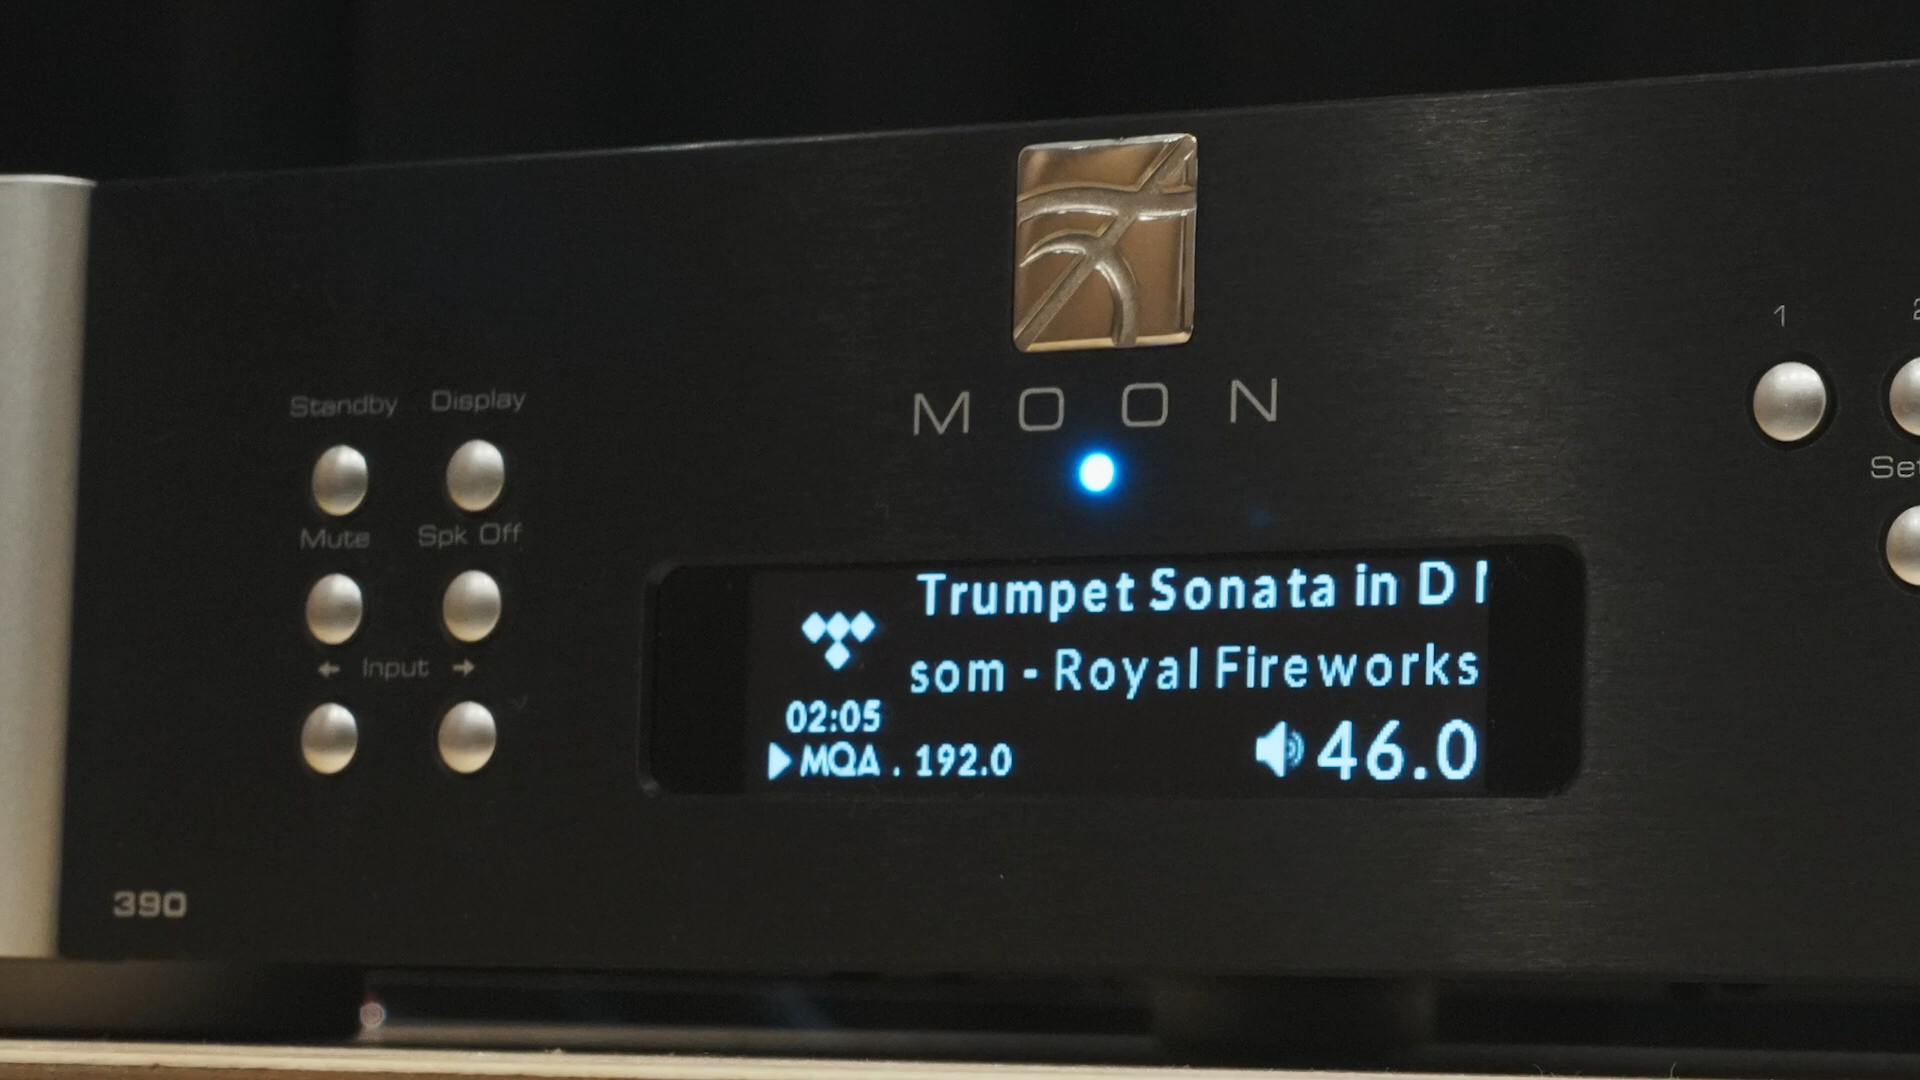 MOON
Standby Display
Mute Spk Off
← Input →
1
Trumpet Sonata in D
som - Royal Fireworks
02:05
MQA . 192.0
46.0
390